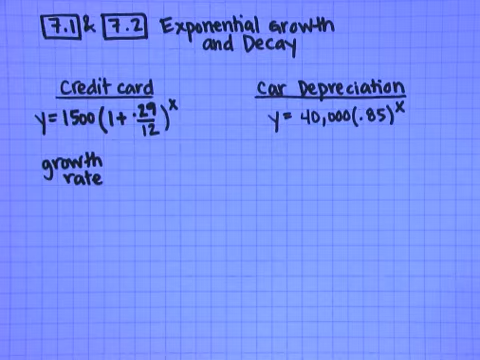 7.1 & 7.2 Exponential Growth
and Decay
Credit card
y = 1500(1 + .29/12)^x
growth
rate
Car Depreciation
y = 40,000(.85)^x